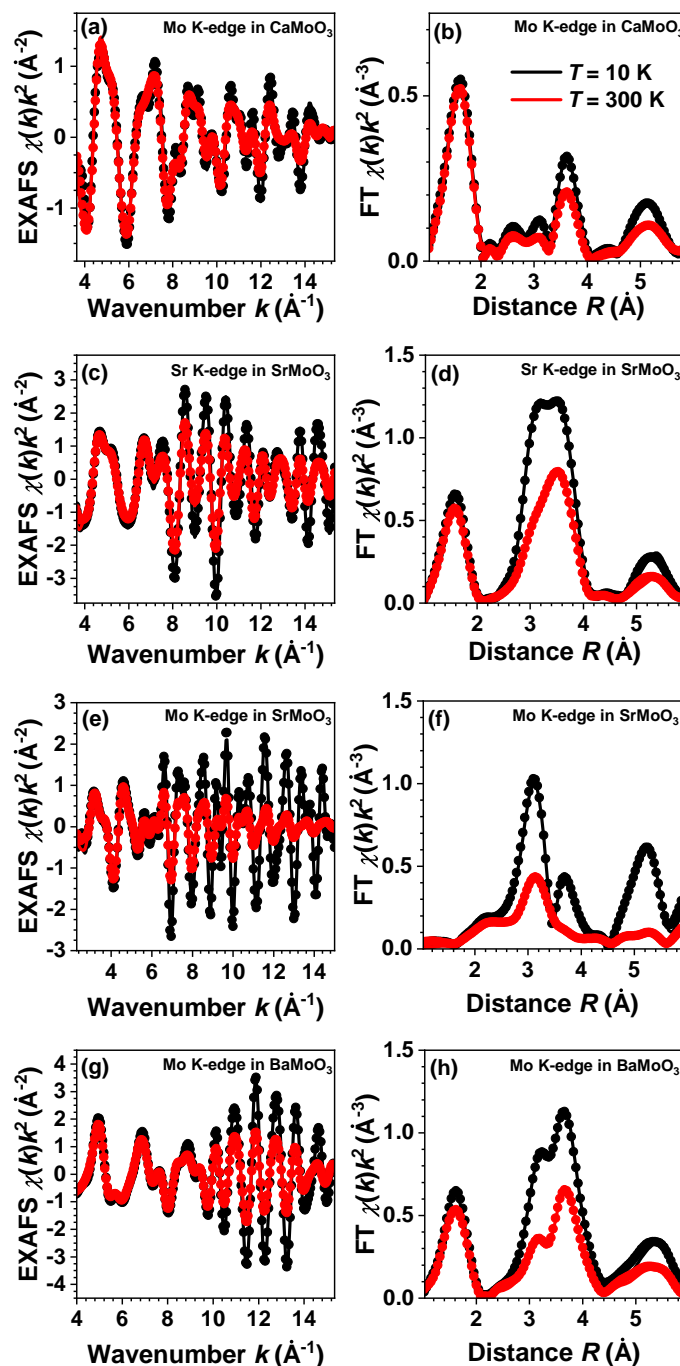 (a) Mo K-edge in CaMoO3
EXAFS χ(k)k² (Å⁻²)
1
0
-1
4 6 8 10 12 14
Wavenumber k (Å⁻¹)
(b) Mo K-edge in CaMoO3
T = 10 K
T = 300 K
FT χ(k)k² (Å⁻³)
0.5
0.0
2 3 4 5
Distance R (Å)
(c) Sr K-edge in SrMoO3
EXAFS χ(k)k² (Å⁻²)
3
2
1
0
-1
-2
-3
4 6 8 10 12 14
Wavenumber k (Å⁻¹)
(d) Sr K-edge in SrMoO3
FT χ(k)k² (Å⁻³)
1.5
1.0
0.5
0.0
2 3 4 5
Distance R (Å)
(e) Mo K-edge in SrMoO3
EXAFS χ(k)k² (Å⁻²)
3
2
1
0
-1
-2
-3
4 6 8 10 12 14
Wavenumber k (Å⁻¹)
(f) Mo K-edge in SrMoO3
FT χ(k)k² (Å⁻³)
1.5
1.0
0.5
0.0
2 3 4 5
Distance R (Å)
(g) Mo K-edge in BaMoO3
EXAFS χ(k)k² (Å⁻²)
4
3
2
1
0
-1
-2
-3
-4
4 6 8 10 12 14
Wavenumber k (Å⁻¹)
(h) Mo K-edge in BaMoO3
FT χ(k)k² (Å⁻³)
1.5
1.0
0.5
0.0
2 3 4 5
Distance R (Å)